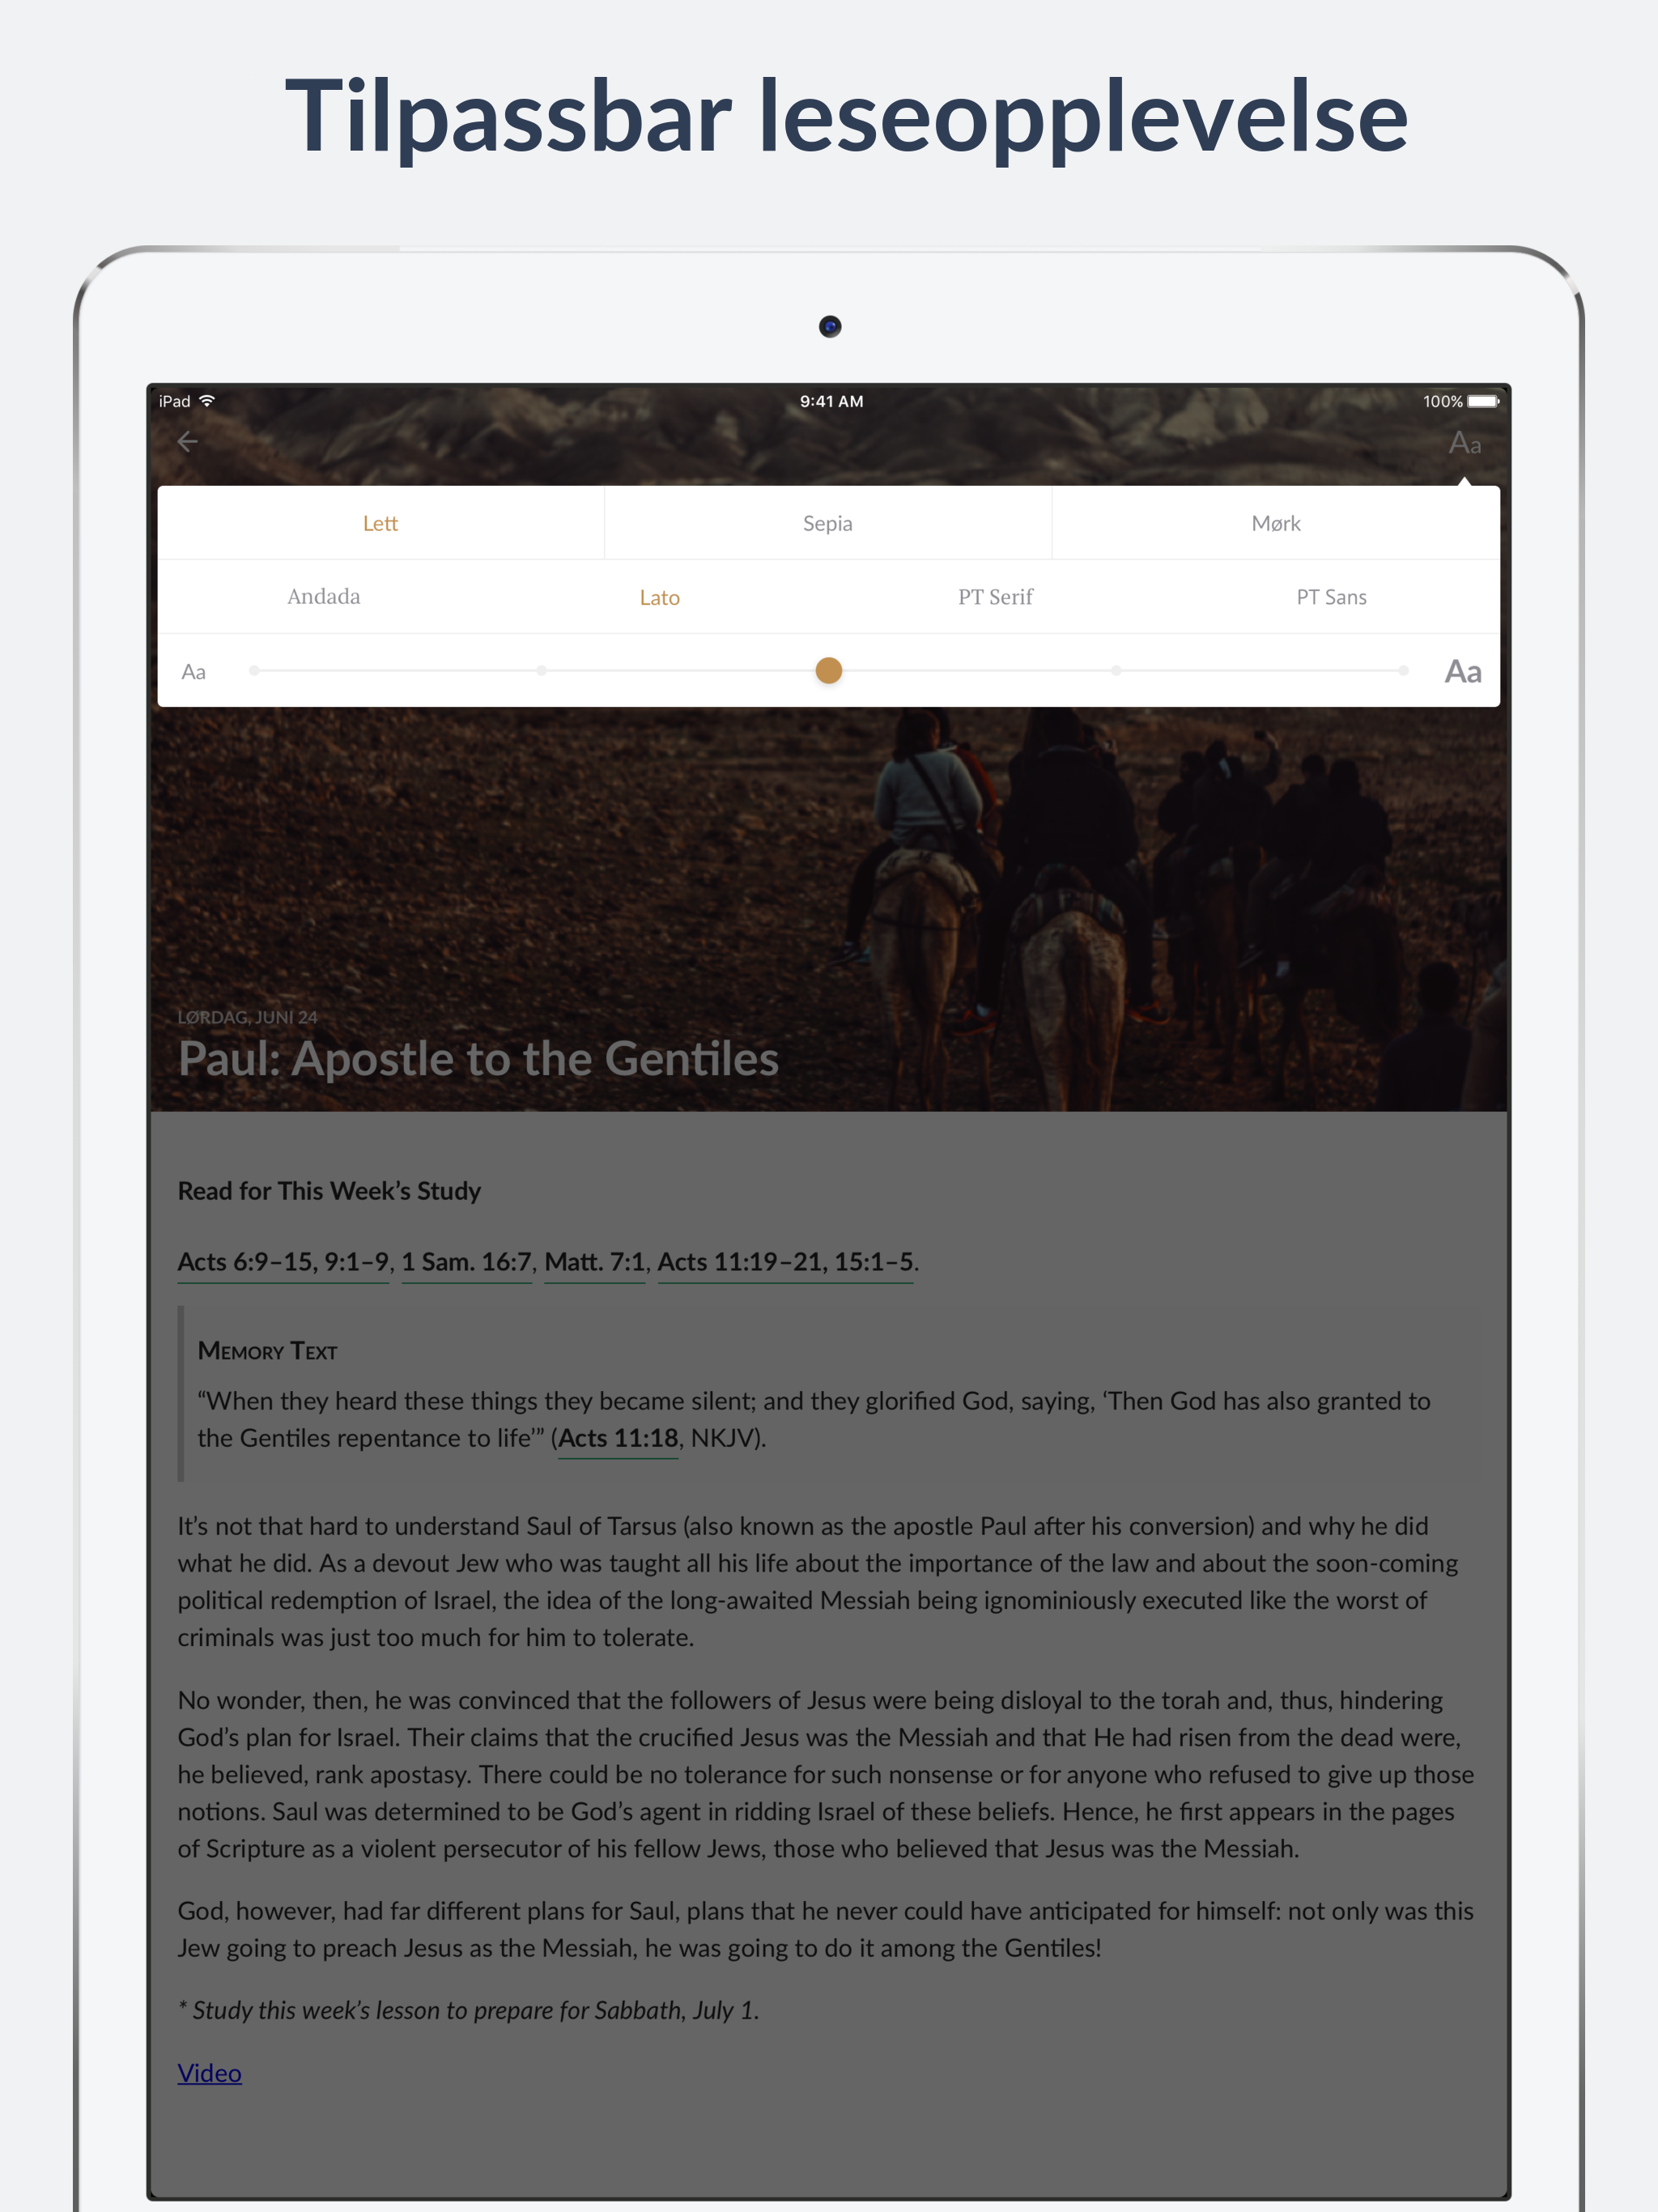 Tilpassbar leseopplevelse
iPad 9:41 AM 100%
Aa
Lett Sepia Mørk
Andada Lato PT Serif PT Sans
Aa Aa
LØRDAG, JUNI 24
Paul: Apostle to the Gentiles
Read for This Week’s Study
Acts 6:9–15, 9:1–9, 1 Sam. 16:7, Matt. 7:1, Acts 11:19–21, 15:1–5.
Memory Text
“When they heard these things they became silent; and they glorified God, saying, ‘Then God has also granted to
the Gentiles repentance to life’” (Acts 11:18, NKJV).
It’s not that hard to understand Saul of Tarsus (also known as the apostle Paul after his conversion) and why he did
what he did. As a devout Jew who was taught all his life about the importance of the law and about the soon-coming
political redemption of Israel, the idea of the long-awaited Messiah being ignominiously executed like the worst of
criminals was just too much for him to tolerate.
No wonder, then, he was convinced that the followers of Jesus were being disloyal to the torah and, thus, hindering
God’s plan for Israel. Their claims that the crucified Jesus was the Messiah and that He had risen from the dead were,
he believed, rank apostasy. There could be no tolerance for such nonsense or for anyone who refused to give up those
notions. Saul was determined to be God’s agent in ridding Israel of these beliefs. Hence, he first appears in the pages
of Scripture as a violent persecutor of his fellow Jews, those who believed that Jesus was the Messiah.
God, however, had far different plans for Saul, plans that he never could have anticipated for himself: not only was this
Jew going to preach Jesus as the Messiah, he was going to do it among the Gentiles!
* Study this week’s lesson to prepare for Sabbath, July 1.
Video